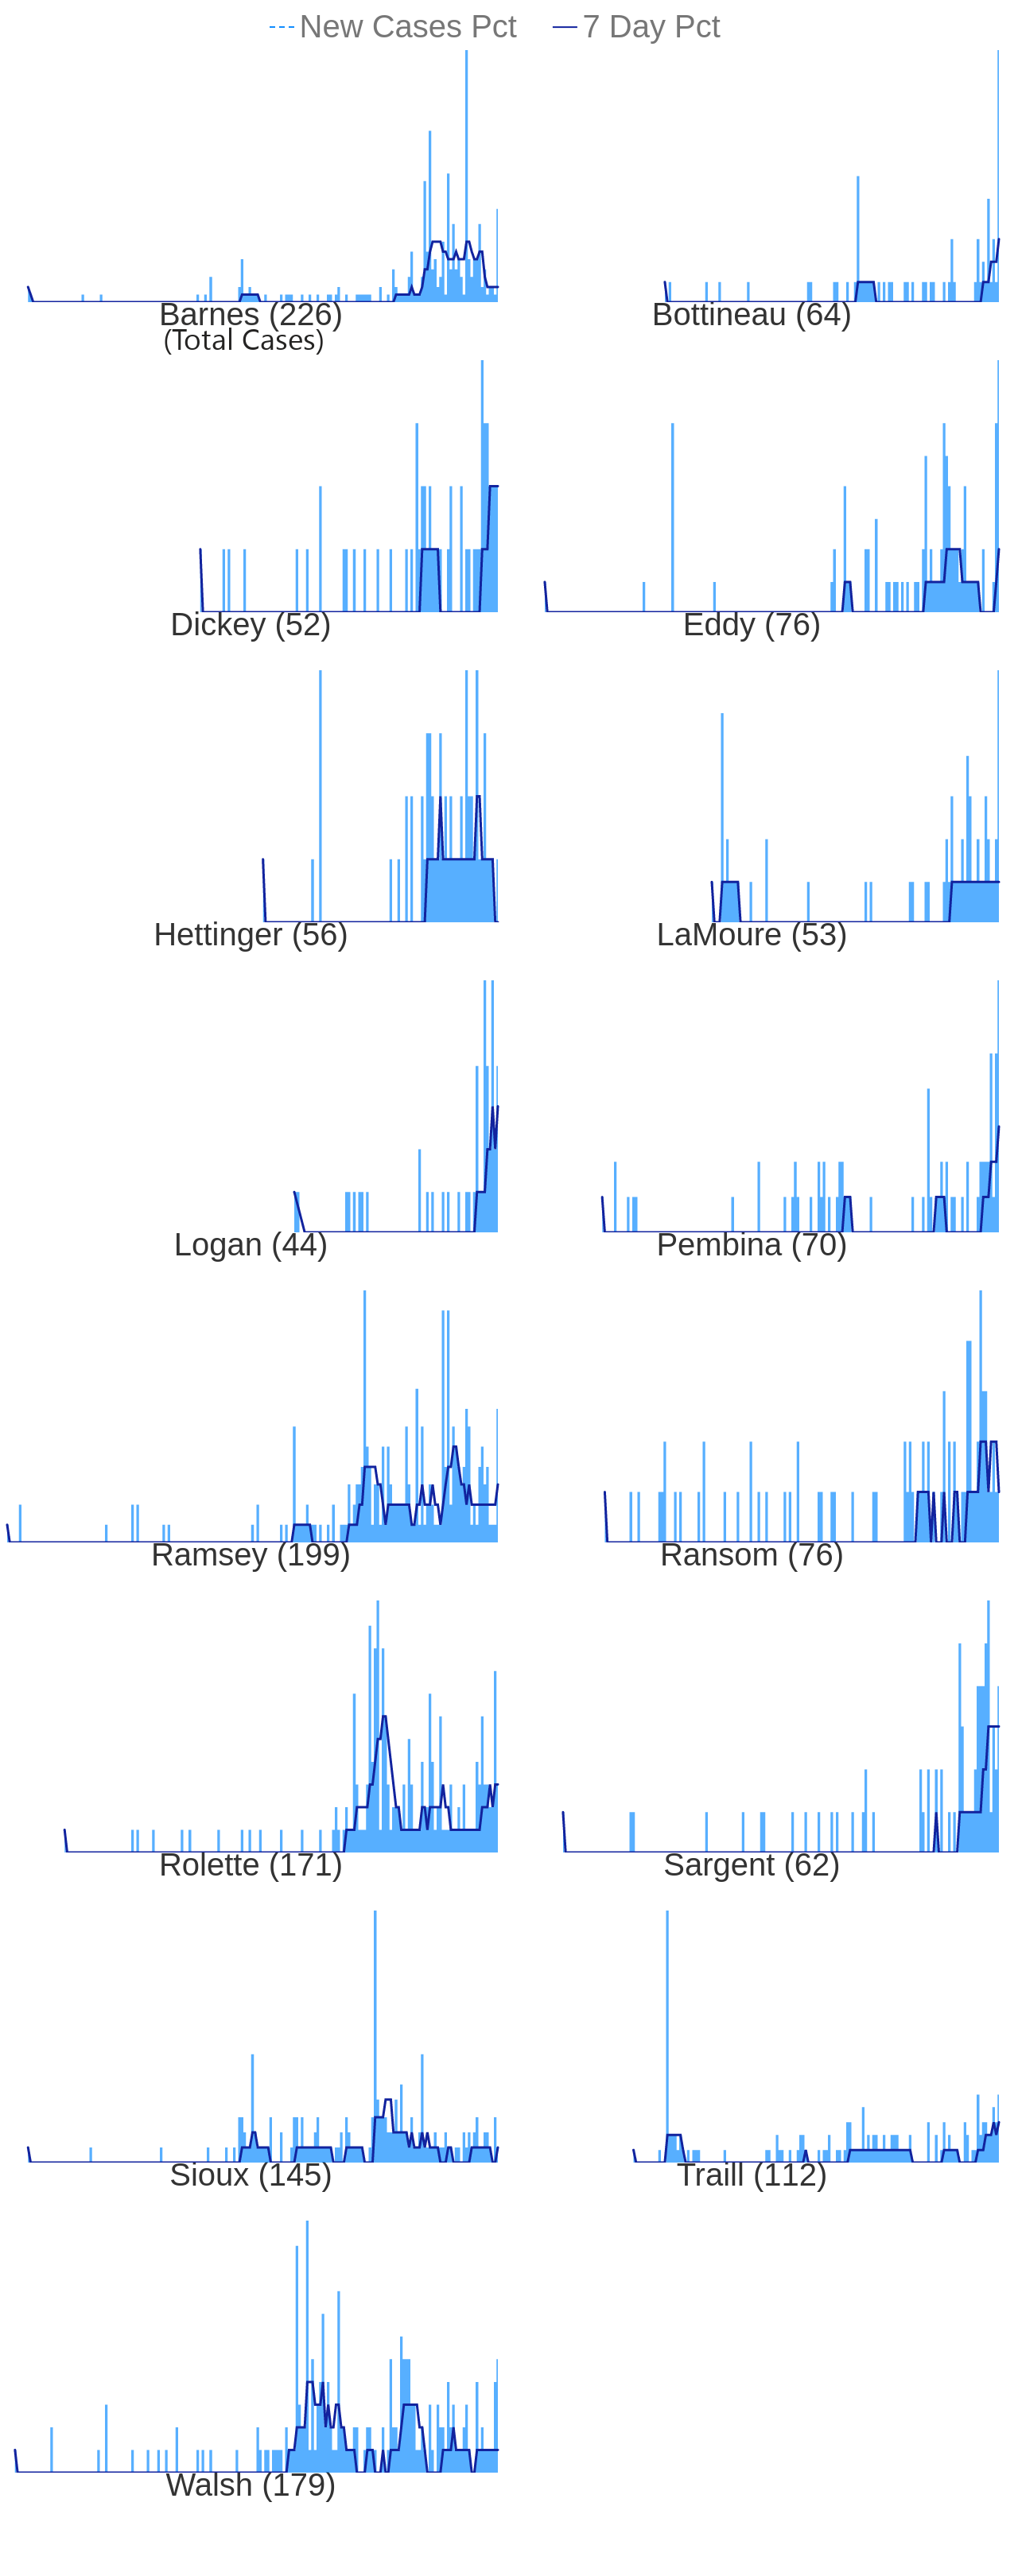 New Cases Pct 7 Day Pct
Barnes (226) Bottineau (64)
(Total Cases)
Dickey (52) Eddy (76)
Hettinger (56) LaMoure (53)
Logan (44) Pembina (70)
Ramsey (199) Ransom (76)
Rolette (171) Sargent (62)
Sioux (145) Traill (112)
Walsh (179)